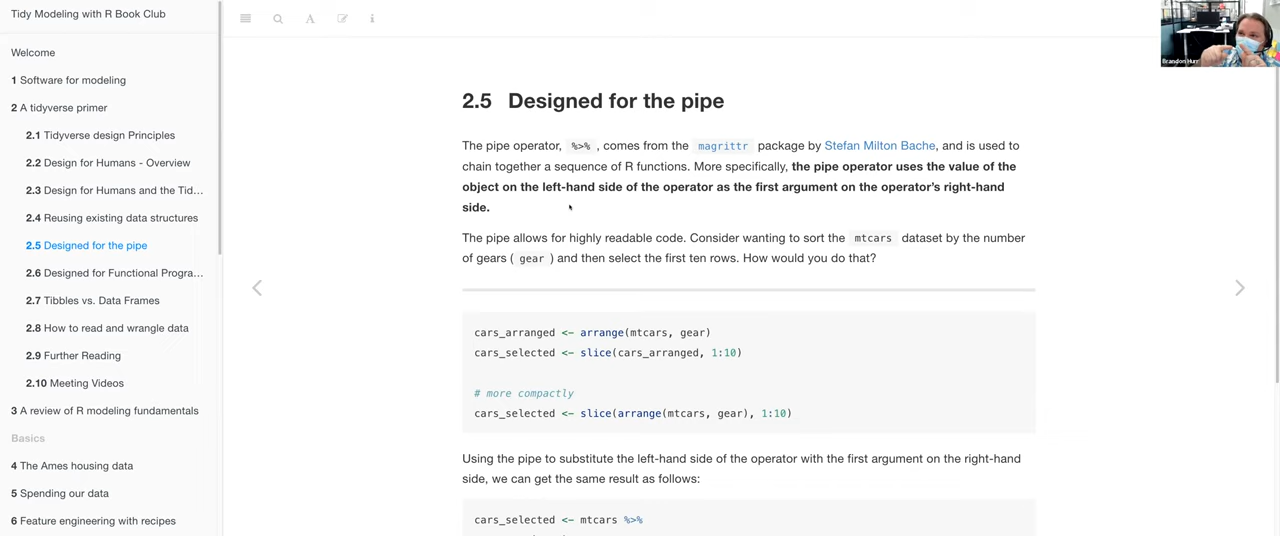 Tidy Modeling with R Book Club
Welcome
1 Software for modeling
2 A tidyverse primer
2.1 Tidyverse design Principles
2.2 Design for Humans - Overview
2.3 Design for Humans and the Tid...
2.4 Reusing existing data structures
2.5 Designed for the pipe
2.6 Designed for Functional Progra...
2.7 Tibbles vs. Data Frames
2.8 How to read and wrangle data
2.9 Further Reading
2.10 Meeting Videos
3 A review of R modeling fundamentals
Basics
4 The Ames housing data
5 Spending our data
6 Feature engineering with recipes
A
i
Brandon Hurr
2.5 Designed for the pipe
The pipe operator, %>% , comes from the magrittr package by Stefan Milton Bache, and is used to
chain together a sequence of R functions. More specifically, the pipe operator uses the value of the
object on the left-hand side of the operator as the first argument on the operator's right-hand
side.
The pipe allows for highly readable code. Consider wanting to sort the mtcars dataset by the number
of gears ( gear ) and then select the first ten rows. How would you do that?
cars_arranged <- arrange(mtcars, gear)
cars_selected <- slice(cars_arranged, 1:10)
# more compactly
cars_selected <- slice(arrange(mtcars, gear), 1:10)
Using the pipe to substitute the left-hand side of the operator with the first argument on the right-hand
side, we can get the same result as follows:
cars_selected <- mtcars %>%